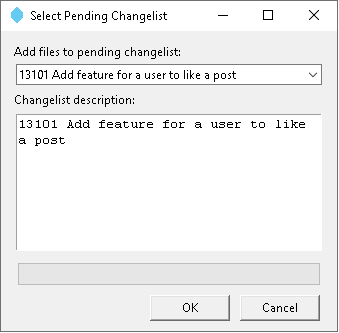 Select Pending Changelist
Add files to pending changelist:
13101 Add feature for a user to like a post
Changelist description:
13101 Add feature for a user to like
a post
OK
Cancel